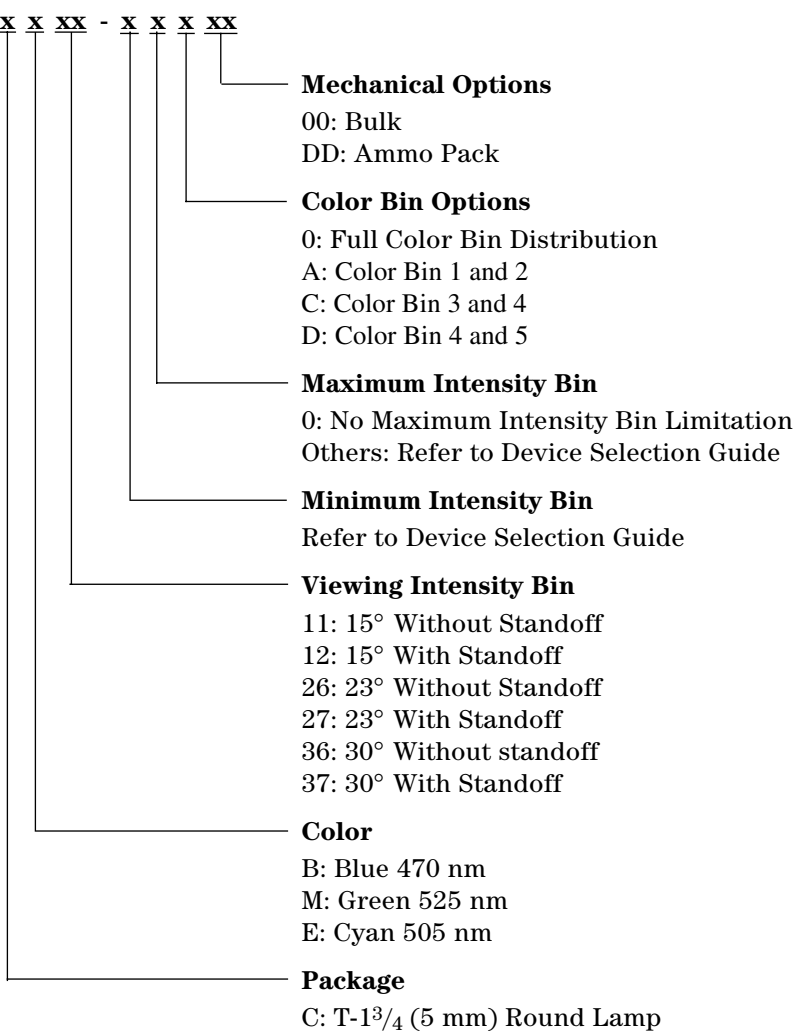 x x xx - x x x xx
Mechanical Options
00: Bulk
DD: Ammo Pack
Color Bin Options
0: Full Color Bin Distribution
A: Color Bin 1 and 2
C: Color Bin 3 and 4
D: Color Bin 4 and 5
Maximum Intensity Bin
0: No Maximum Intensity Bin Limitation
Others: Refer to Device Selection Guide
Minimum Intensity Bin
Refer to Device Selection Guide
Viewing Intensity Bin
11: 15° Without Standoff
12: 15° With Standoff
26: 23° Without Standoff
27: 23° With Standoff
36: 30° Without standoff
37: 30° With Standoff
Color
B: Blue 470 nm
M: Green 525 nm
E: Cyan 505 nm
Package
C: T-1 3/4 (5 mm) Round Lamp